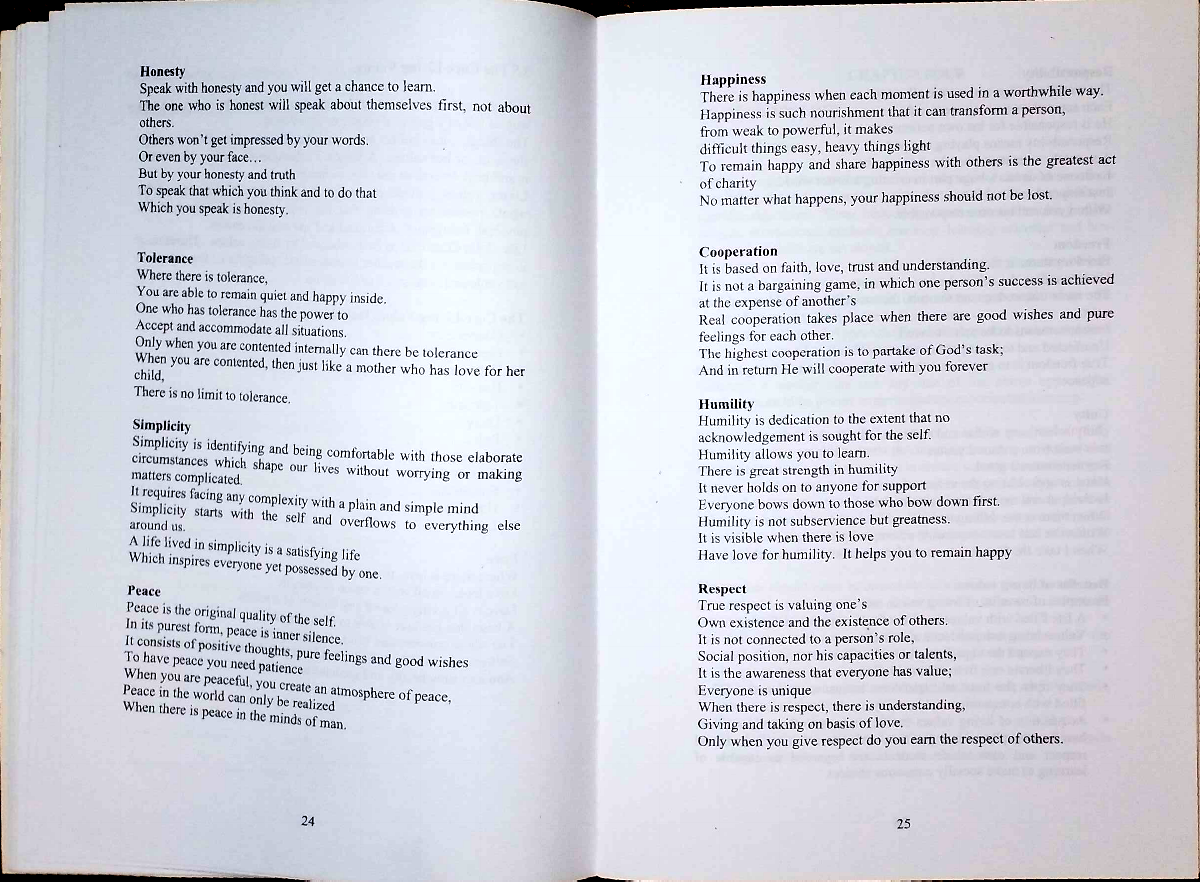 Honesty
Speak with honesty and you will get a chance to learn.
The one who is honest will speak about themselves first, not about
others.
Others won't get impressed by your words.
Or even by your face…
But by your honesty and truth
To speak that which you think and to do that
Which you speak is honesty.
Tolerance
Where there is tolerance,
You are able to remain quiet and happy inside.
One who has tolerance has the power to
Accept and accommodate all situations.
Only when you are contented internally can there be tolerance
When you are contented, then just like a mother who has love for her
child,
There is no limit to tolerance.
Simplicity
Simplicity is identifying and being comfortable with those elaborate
circumstances which shape our lives without worrying or making
matters complicated.
It requires facing any complexity with a plain and simple mind
Simplicity starts with the self and overflows to everything else
around us.
A life lived in simplicity is a satisfying life
Which inspires everyone yet possessed by one.
Peace
Peace is the original quality of the self.
In its purest form, peace is inner silence.
It consists of positive thoughts, pure feelings and good wishes
To have peace you need patience
When you are peaceful, you create an atmosphere of peace,
Peace in the world can only be realized
When there is peace in the minds of man.
24
Happiness
There is happiness when each moment is used in a worthwhile way.
Happiness is such nourishment that it can transform a person,
from weak to powerful, it makes
difficult things easy, heavy things light
To remain happy and share happiness with others is the greatest act
of charity
No matter what happens, your happiness should not be lost.
Cooperation
It is based on faith, love, trust and understanding.
It is not a bargaining game, in which one person's success is achieved
at the expense of another's
Real cooperation takes place when there are good wishes and pure
feelings for each other.
The highest cooperation is to partake of God's task;
And in return He will cooperate with you forever
Humility
Humility is dedication to the extent that no
acknowledgement is sought for the self.
Humility allows you to learn.
There is great strength in humility
It never holds on to anyone for support
Everyone bows down to those who bow down first.
Humility is not subservience but greatness.
It is visible when there is love
Have love for humility. It helps you to remain happy
Respect
True respect is valuing one's
Own existence and the existence of others.
It is not connected to a person's role,
Social position, nor his capacities or talents,
It is the awareness that everyone has value;
Everyone is unique
When there is respect, there is understanding,
Giving and taking on basis of love.
Only when you give respect do you earn the respect of others.
25